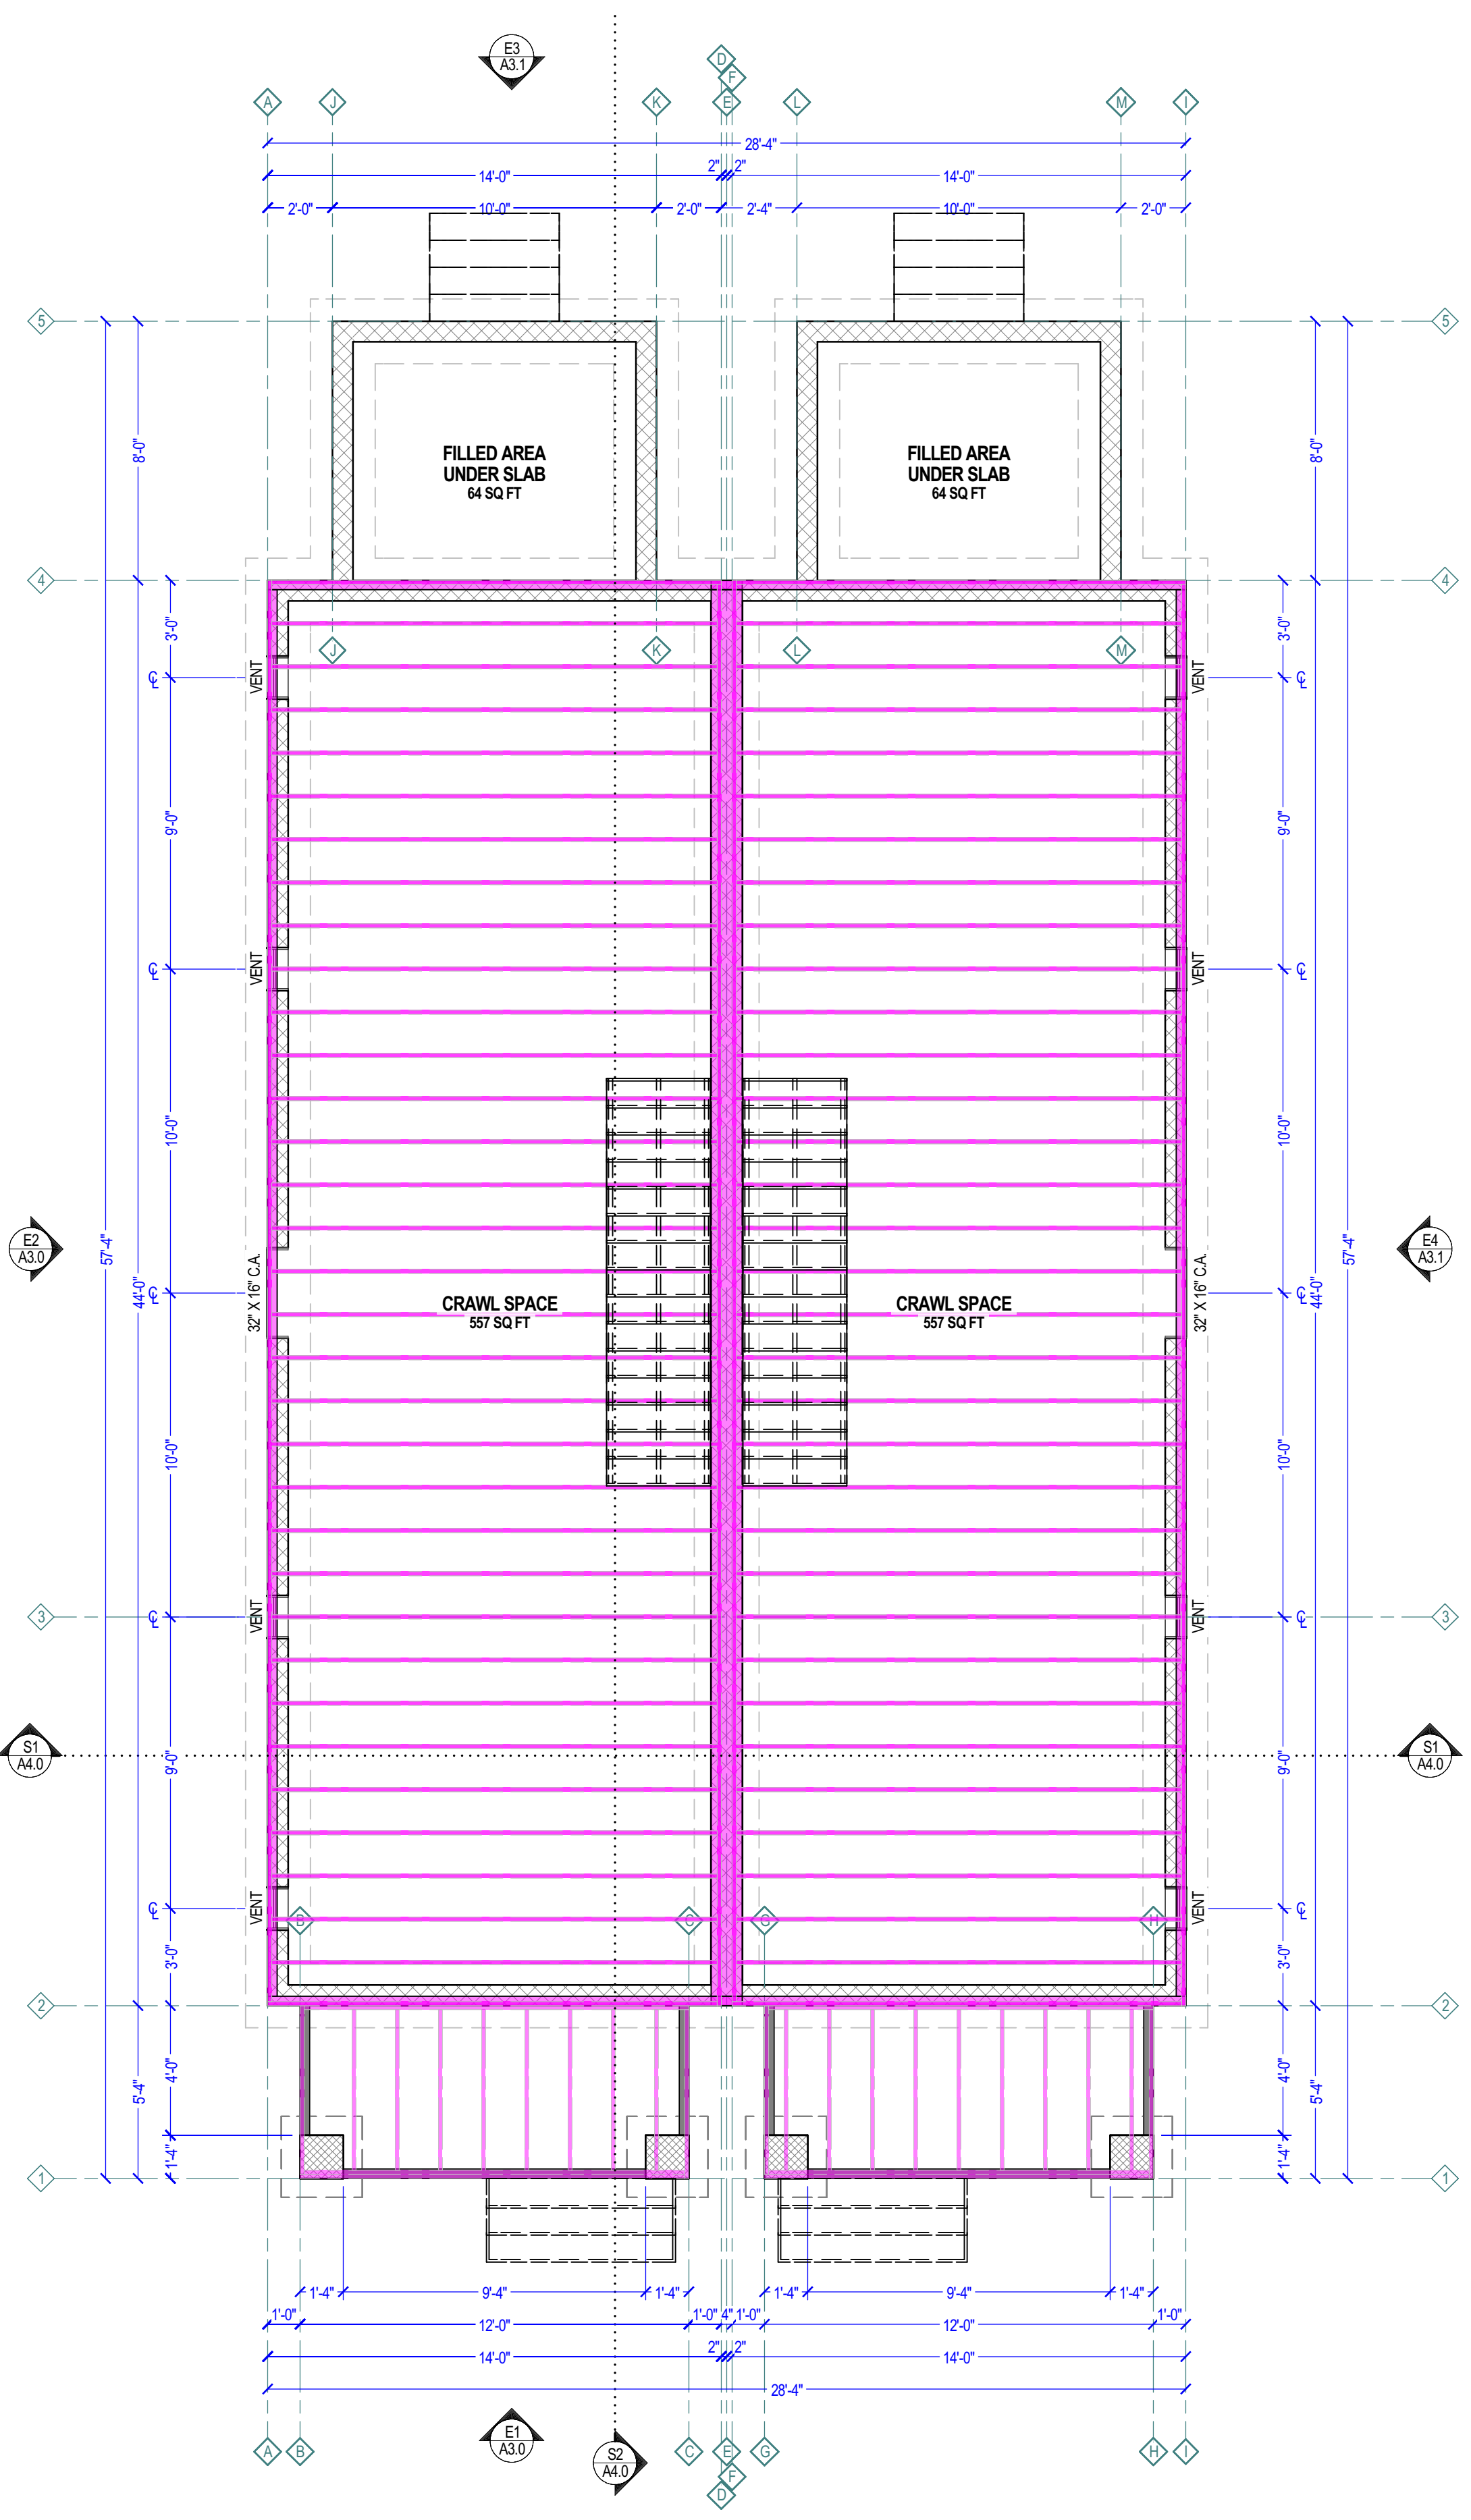 E3
A3.1
D
F
A
J
K
E
L
M
I
28'-4"
14'-0"
2"
2"
14'-0"
2'-0"
10'-0"
2'-0"
2'-4"
10'-0"
2'-0"
5
5
8'-0"
8'-0"
FILLED AREA
UNDER SLAB
64 SQ FT
FILLED AREA
UNDER SLAB
64 SQ FT
4
4
3'-0"
3'-0"
J
K
L
M
VENT
VENT
9'-0"
9'-0"
VENT
VENT
10'-0"
10'-0"
E2
A3.0
57'-4"
44'-0"
32" X 16" C.A.
CRAWL SPACE
557 SQ FT
CRAWL SPACE
557 SQ FT
32" X 16" C.A.
44'-0"
57'-4"
E4
A3.1
10'-0"
10'-0"
3
VENT
VENT
3
S1
A4.0
9'-0"
9'-0"
S1
A4.0
VENT
B
C
G
H
VENT
3'-0"
3'-0"
2
2
4'-0"
4'-0"
5'-4"
5'-4"
1'-4"
1'-4"
1
1
1'-4"
9'-4"
1'-4"
1'-4"
9'-4"
1'-4"
1'-0"
12'-0"
1'-0"
4"
1'-0"
12'-0"
1'-0"
14'-0"
2"
2"
14'-0"
28'-4"
E1
A3.0
S2
A4.0
A
B
C
E
G
H
I
F
D